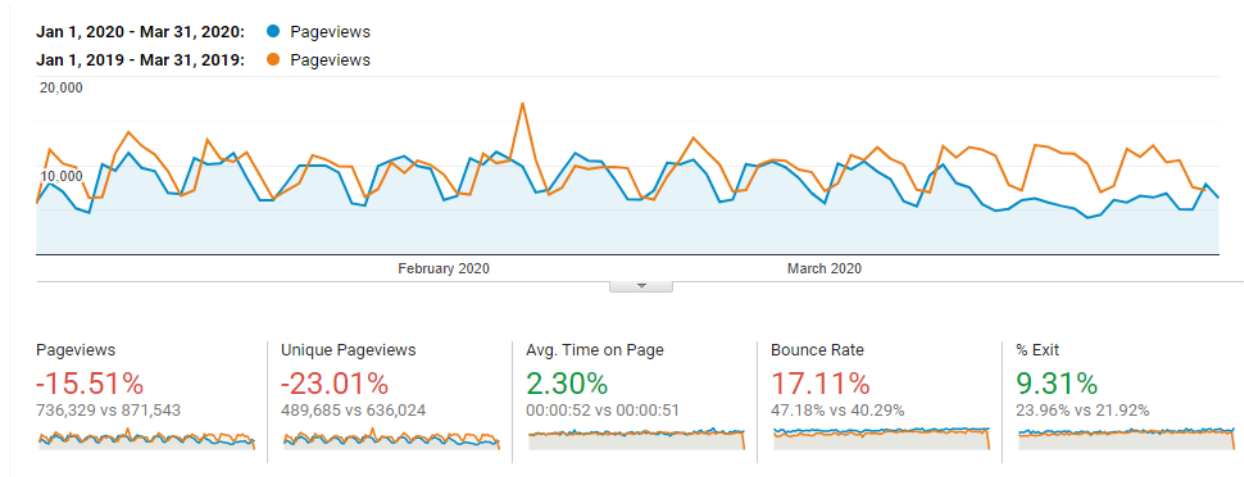 Jan 1, 2020 - Mar 31, 2020: Pageviews
Jan 1, 2019 - Mar 31, 2019: Pageviews
20,000
10,000
February 2020 March 2020
Pageviews
-15.51%
736,329 vs 871,543
Unique Pageviews
-23.01%
489,685 vs 636,024
Avg. Time on Page
2.30%
00:00:52 vs 00:00:51
Bounce Rate
17.11%
47.18% vs 40.29%
% Exit
9.31%
23.96% vs 21.92%